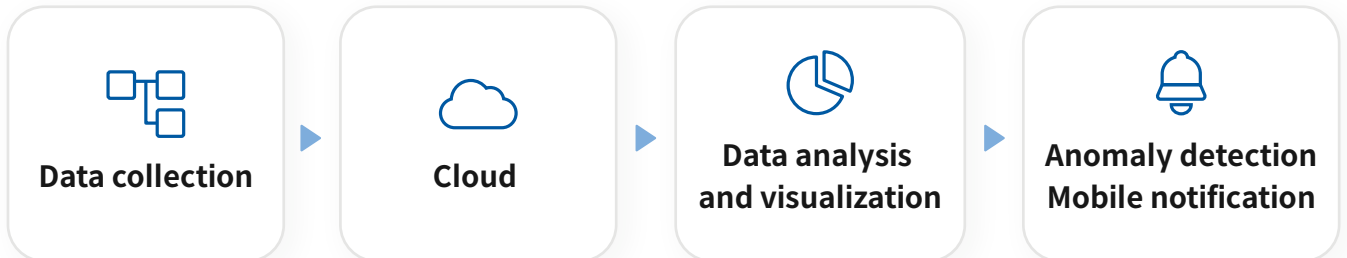 Data collection
Cloud
Data analysis
and visualization
Anomaly detection
Mobile notification